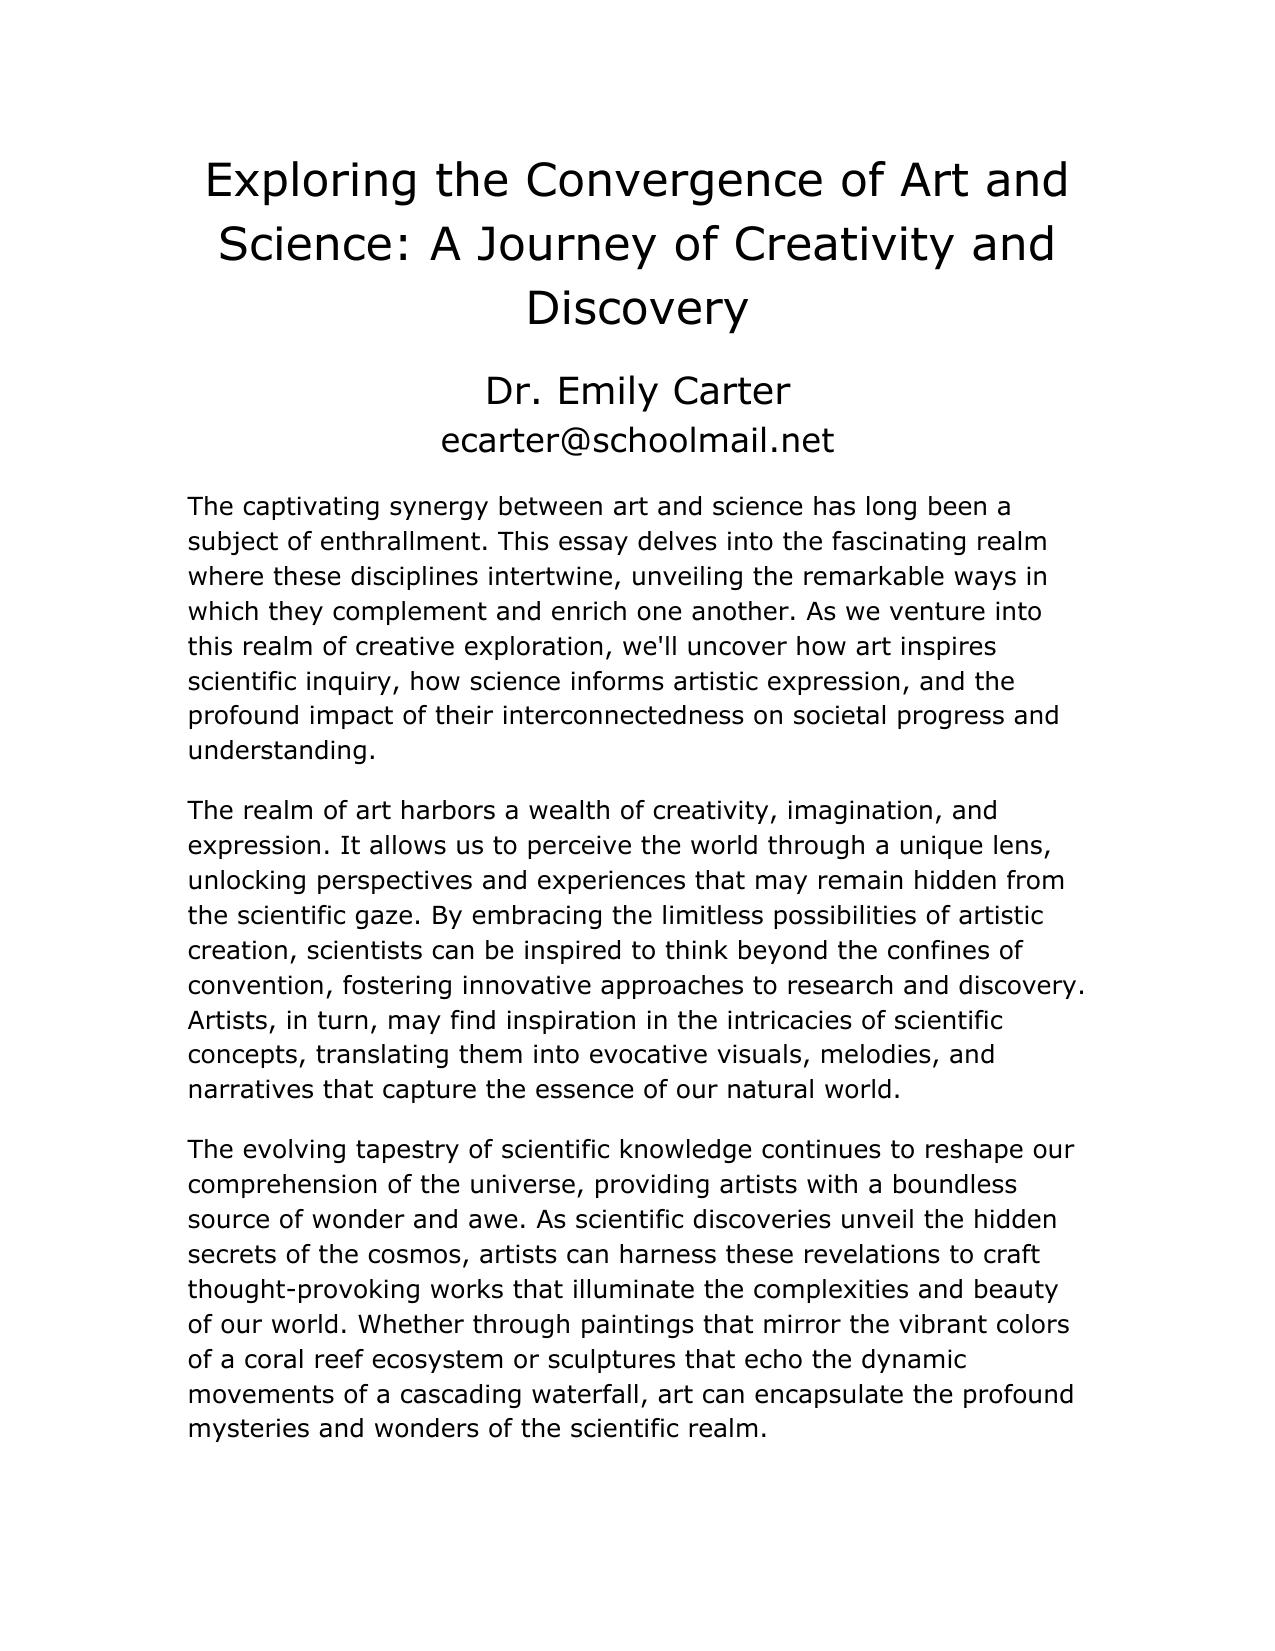 Exploring the Convergence of Art and
Science: A Journey of Creativity and
Discovery
Dr. Emily Carter
ecarter@schoolmail.net
The captivating synergy between art and science has long been a
subject of enthrallment. This essay delves into the fascinating realm
where these disciplines intertwine, unveiling the remarkable ways in
which they complement and enrich one another. As we venture into
this realm of creative exploration, we'll uncover how art inspires
scientific inquiry, how science informs artistic expression, and the
profound impact of their interconnectedness on societal progress and
understanding.
The realm of art harbors a wealth of creativity, imagination, and
expression. It allows us to perceive the world through a unique lens,
unlocking perspectives and experiences that may remain hidden from
the scientific gaze. By embracing the limitless possibilities of artistic
creation, scientists can be inspired to think beyond the confines of
convention, fostering innovative approaches to research and discovery.
Artists, in turn, may find inspiration in the intricacies of scientific
concepts, translating them into evocative visuals, melodies, and
narratives that capture the essence of our natural world.
The evolving tapestry of scientific knowledge continues to reshape our
comprehension of the universe, providing artists with a boundless
source of wonder and awe. As scientific discoveries unveil the hidden
secrets of the cosmos, artists can harness these revelations to craft
thought-provoking works that illuminate the complexities and beauty
of our world. Whether through paintings that mirror the vibrant colors
of a coral reef ecosystem or sculptures that echo the dynamic
movements of a cascading waterfall, art can encapsulate the profound
mysteries and wonders of the scientific realm.